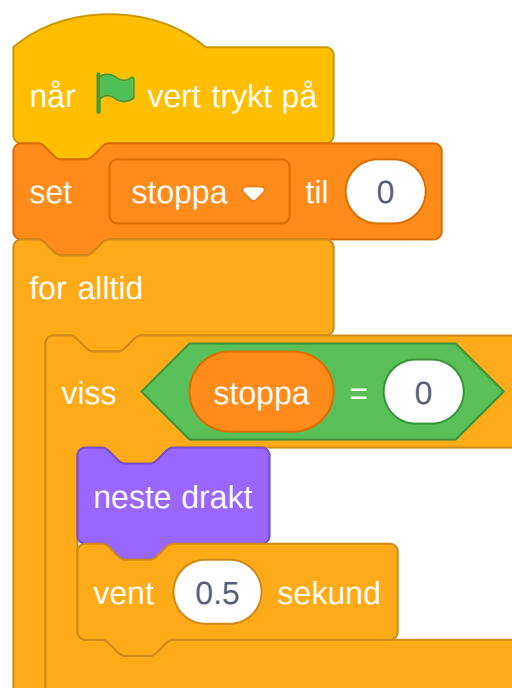 når vert trykt på
set stoppa til 0
for alltid
viss stoppa = 0
neste drakt
vent 0.5 sekund